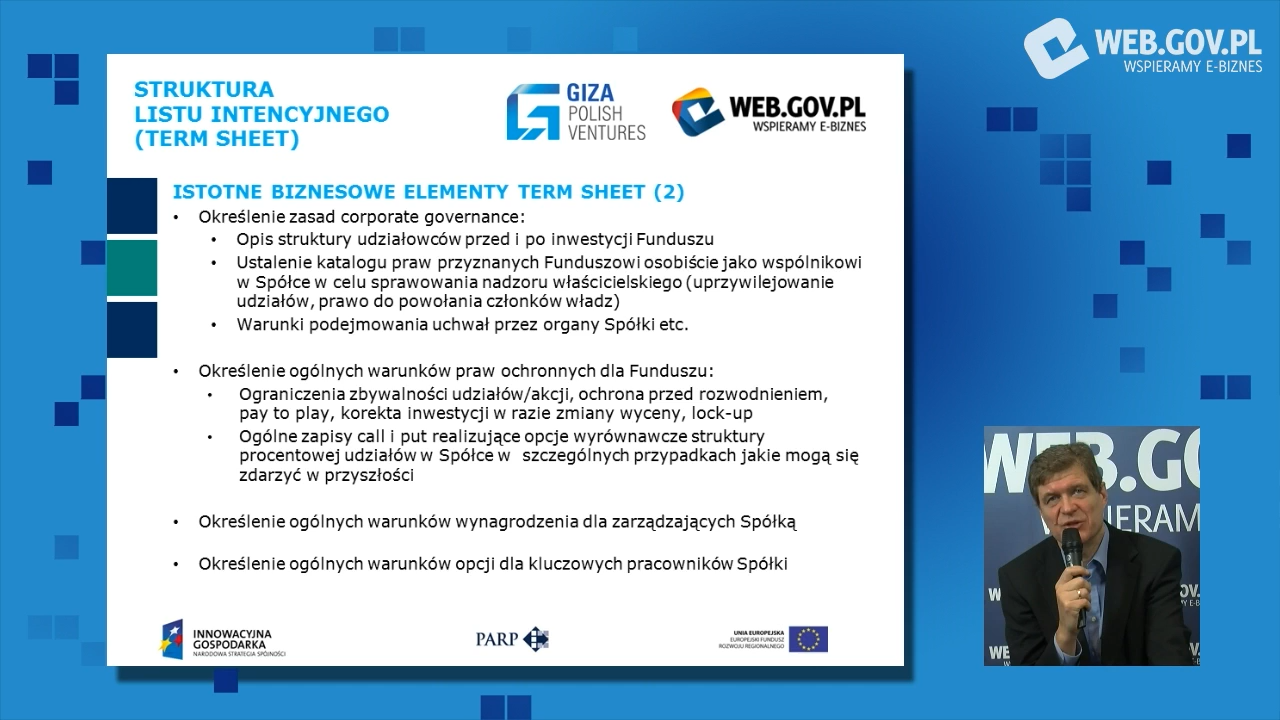 WEB.GOV.PL
WSPIERAMY E-BIZNES
STRUKTURA
LISTU INTENCYJNEGO
(TERM SHEET)
GIZA
POLISH
VENTURES
WEB.GOV.PL
WSPIERAMY E-BIZNES
ISTOTNE BIZNESOWE ELEMENTY TERM SHEET (2)
• Określenie zasad corporate governance:
• Opis struktury udziałowców przed i po inwestycji Funduszu
• Ustalenie katalogu praw przyznanych Funduszowi osobiście jako wspólnikowi
w Spółce w celu sprawowania nadzoru właścicielskiego (uprzywilejowanie
udziałów, prawo do powołania członków władz)
• Warunki podejmowania uchwał przez organy Spółki etc.
• Określenie ogólnych warunków praw ochronnych dla Funduszu:
• Ograniczenia zbywalności udziałów/akcji, ochrona przed rozwodnieniem,
pay to play, korekta inwestycji w razie zmiany wyceny, lock-up
• Ogólne zapisy call i put realizujące opcje wyrównawcze struktury
procentowej udziałów w Spółce w szczególnych przypadkach jakie mogą się
zdarzyć w przyszłości
• Określenie ogólnych warunków wynagrodzenia dla zarządzających Spółką
• Określenie ogólnych warunków opcji dla kluczowych pracowników Spółki
INNOWACYJNA
GOSPODARKA
NARODOWA STRATEGIA SPÓJNOŚCI
PARP
UNIA EUROPEJSKA
EUROPEJSKI FUNDUSZ
ROZWOJU REGIONALNEGO
WEB.GO
WSPIERAM